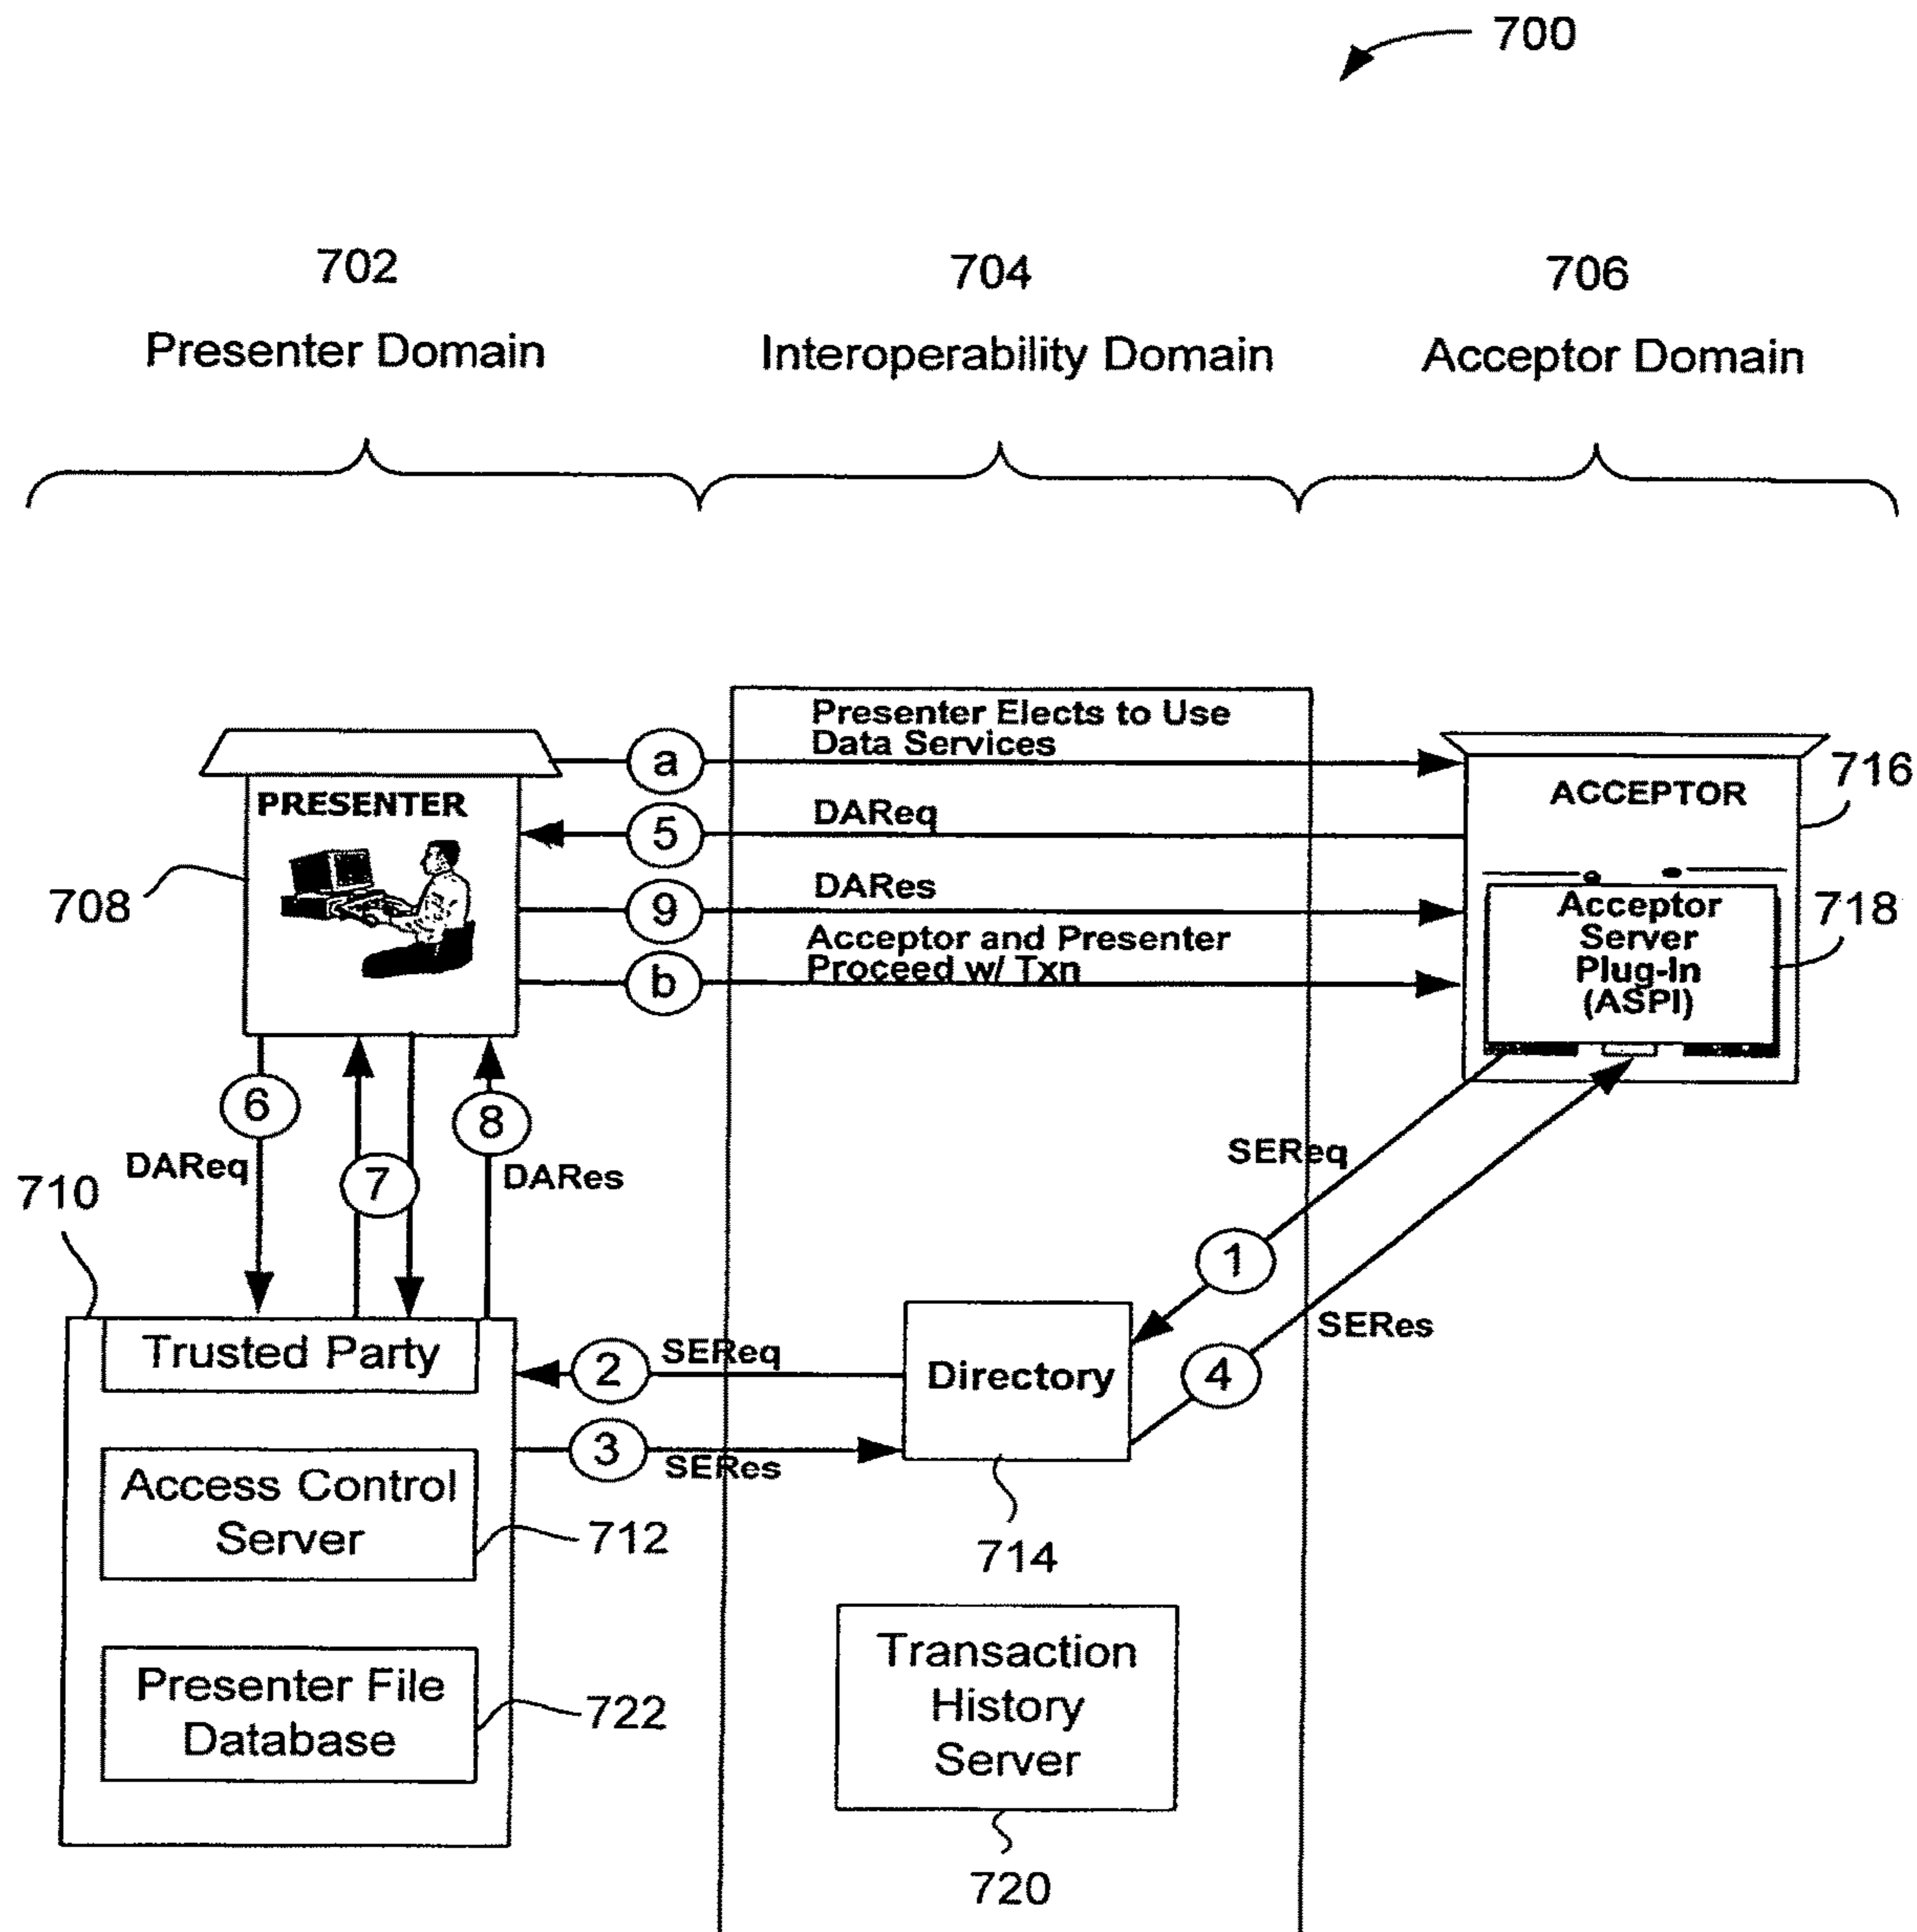 700
702
704
706
Presenter Domain
Interoperability Domain
Acceptor Domain
Presenter Elects to Use
Data Services
a
PRESENTER
ACCEPTOR
716
DAReq
5
708
DARes
9
Acceptor
Server
Plug-In
(ASPI)
718
Acceptor and Presenter
Proceed w/ Txn
b
6
8
DAReq
7
DARes
SEReq
710
1
SERes
Trusted Party
2
SEReq
Directory
4
3
SERes
Access Control
Server
712
714
Presenter File
Database
722
Transaction
History
Server
720